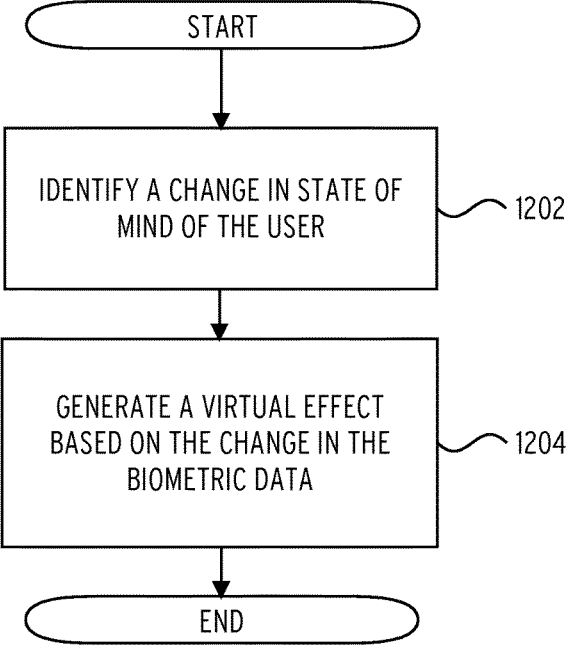 START
IDENTIFY A CHANGE IN STATE OF
MIND OF THE USER
1202
GENERATE A VIRTUAL EFFECT
BASED ON THE CHANGE IN THE
BIOMETRIC DATA
1204
END